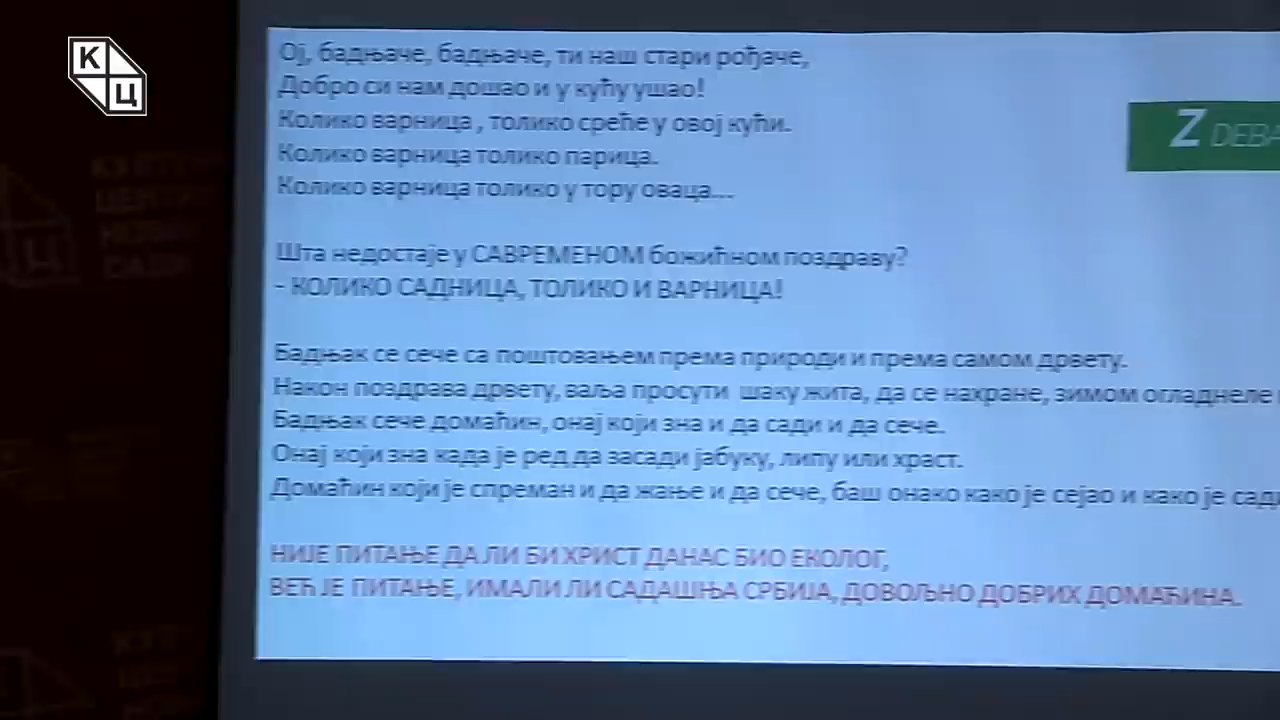 К
Ц
Ој, бадњаче, бадњаче, ти наш стари рођаче,
Добро си нам дошао и у кућу ушао!
Колико варница , толико среће у овој кући.
Колико варница толико парица.
Колико варница толико у тору оваца...
Z DEBA
Шта недостаје у САВРЕМЕНОМ божићном поздраву?
- КОЛИКО САДНИЦА, ТОЛИКО И ВАРНИЦА!
Бадњак се сече са поштовањем према природи и према самом дрвету.
Након поздрава дрвету, ваља просути шаку жита, да се нахране, зимом огладнеле
Бадњак сече домаћин, онај који зна и да сади и да сече.
Онај који зна када је ред да засади јабуку, липу или храст.
Домаћин који је спреман и да жање и да сече, баш онако како је сејао и како је сади
НИЈЕ ПИТАЊЕ ДА ЛИ БИ ХРИСТ ДАНАС БИО ЕКОЛОГ,
ВЕЋ ЈЕ ПИТАЊЕ, ИМАЛИ ЛИ САДАШЊА СРБИЈА, ДОВОЉНО ДОБРИХ ДОМАЋИНА.